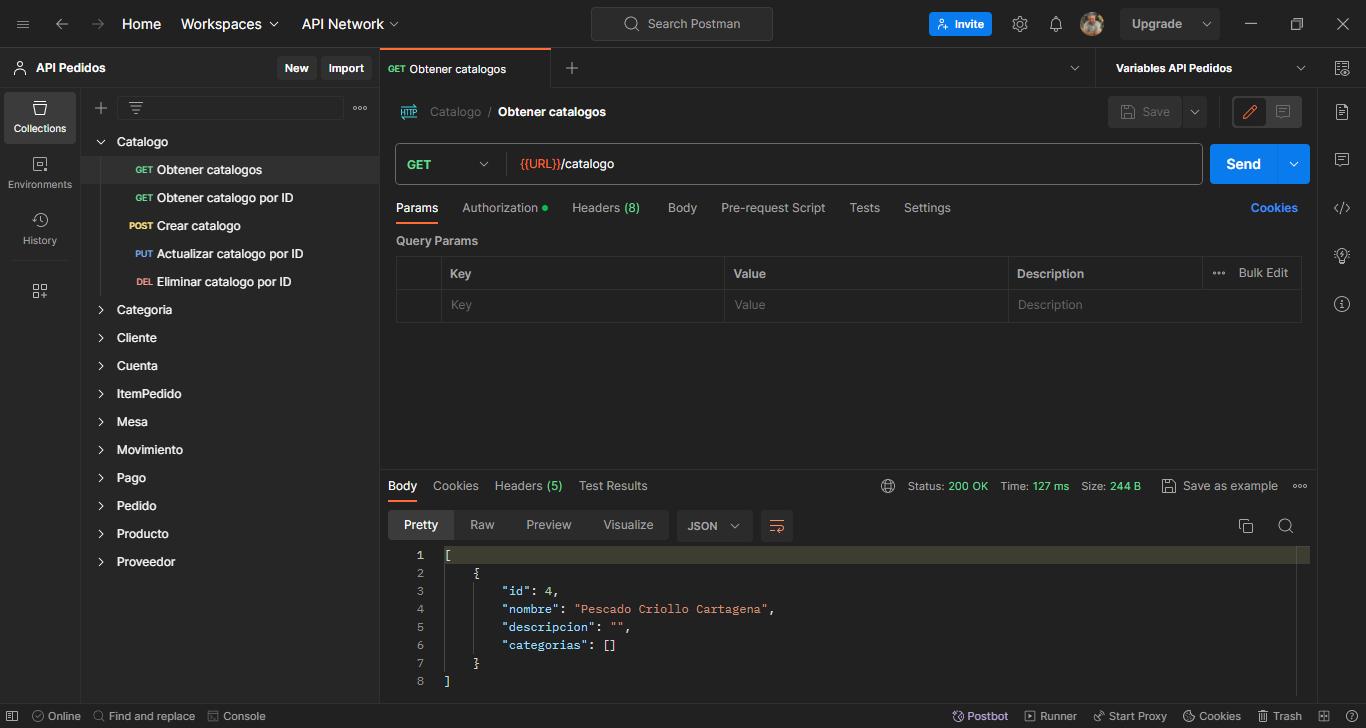 Home Workspaces API Network Search Postman Invite Upgrade
API Pedidos New Import GET Obtener catalogos Variables API Pedidos
Collections
Environments
History
Catalogo
GET Obtener catalogos
GET Obtener catalogo por ID
POST Crear catalogo
PUT Actualizar catalogo por ID
DEL Eliminar catalogo por ID
Categoria
Cliente
Cuenta
ItemPedido
Mesa
Movimiento
Pago
Pedido
Producto
Proveedor
HTTP Catalogo / Obtener catalogos Save
GET {{URL}}/catalogo Send
Params Authorization Headers (8) Body Pre-request Script Tests Settings Cookies
Query Params
Key Value Description Bulk Edit
Key Value Description
Body Cookies Headers (5) Test Results Status: 200 OK Time: 127 ms Size: 244 B Save as example
Pretty Raw Preview Visualize JSON
1 [
2 {
3 "id": 4,
4 "nombre": "Pescado Criollo Cartagena",
5 "descripcion": "",
6 "categorias": []
7 }
8 ]
Online Find and replace Console Postbot Runner Start Proxy Cookies Trash